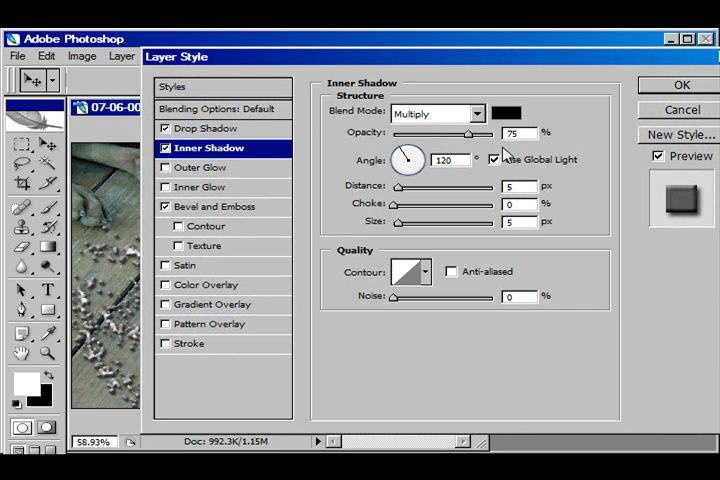 Adobe Photoshop
File Edit Image Layer
Layer Style
07-06-00
Styles
Blending Options: Default
Drop Shadow
Inner Shadow
Outer Glow
Inner Glow
Bevel and Emboss
Contour
Texture
Satin
Color Overlay
Gradient Overlay
Pattern Overlay
Stroke
Inner Shadow
Structure
Blend Mode: Multiply
Opacity: 75 %
Angle: 120 ° Global Light
Distance: 5 px
Choke: 0 %
Size: 5 px
Quality
Contour: Anti-aliased
Noise: 0 %
OK
Cancel
New Style...
Preview
58.93% Doc: 992.3K/1.15M